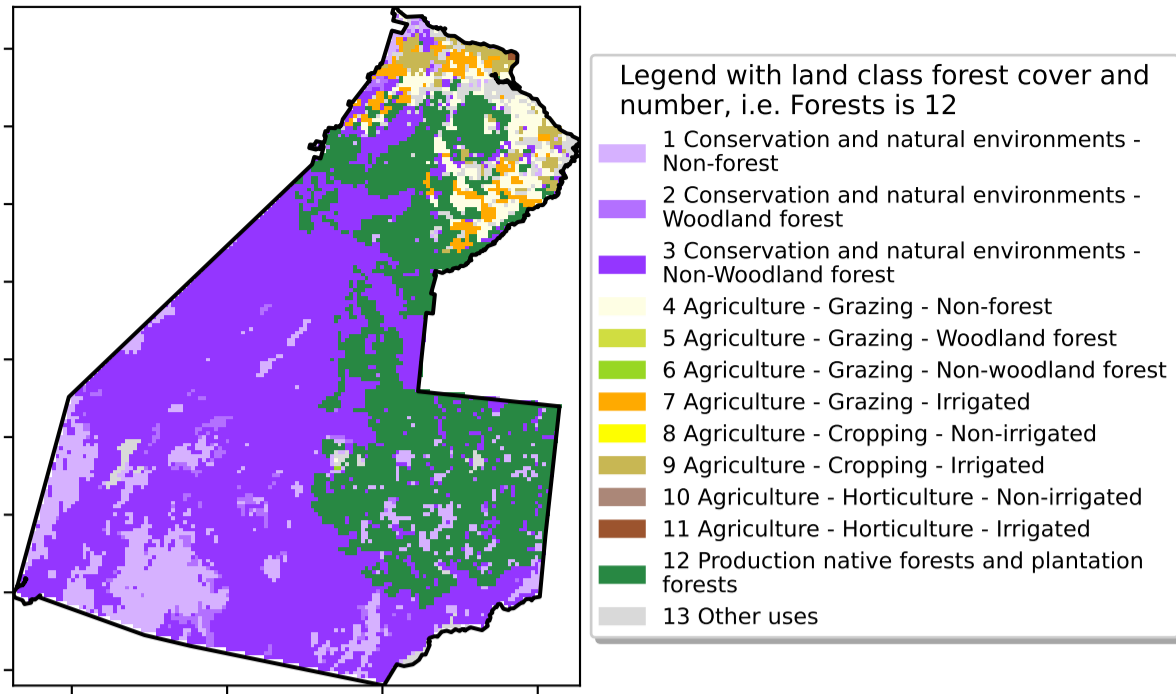 Legend with land class forest cover and
number, i.e. Forests is 12
1 Conservation and natural environments -
Non-forest
2 Conservation and natural environments -
Woodland forest
3 Conservation and natural environments -
Non-Woodland forest
4 Agriculture - Grazing - Non-forest
5 Agriculture - Grazing - Woodland forest
6 Agriculture - Grazing - Non-woodland forest
7 Agriculture - Grazing - Irrigated
8 Agriculture - Cropping - Non-irrigated
9 Agriculture - Cropping - Irrigated
10 Agriculture - Horticulture - Non-irrigated
11 Agriculture - Horticulture - Irrigated
12 Production native forests and plantation
forests
13 Other uses